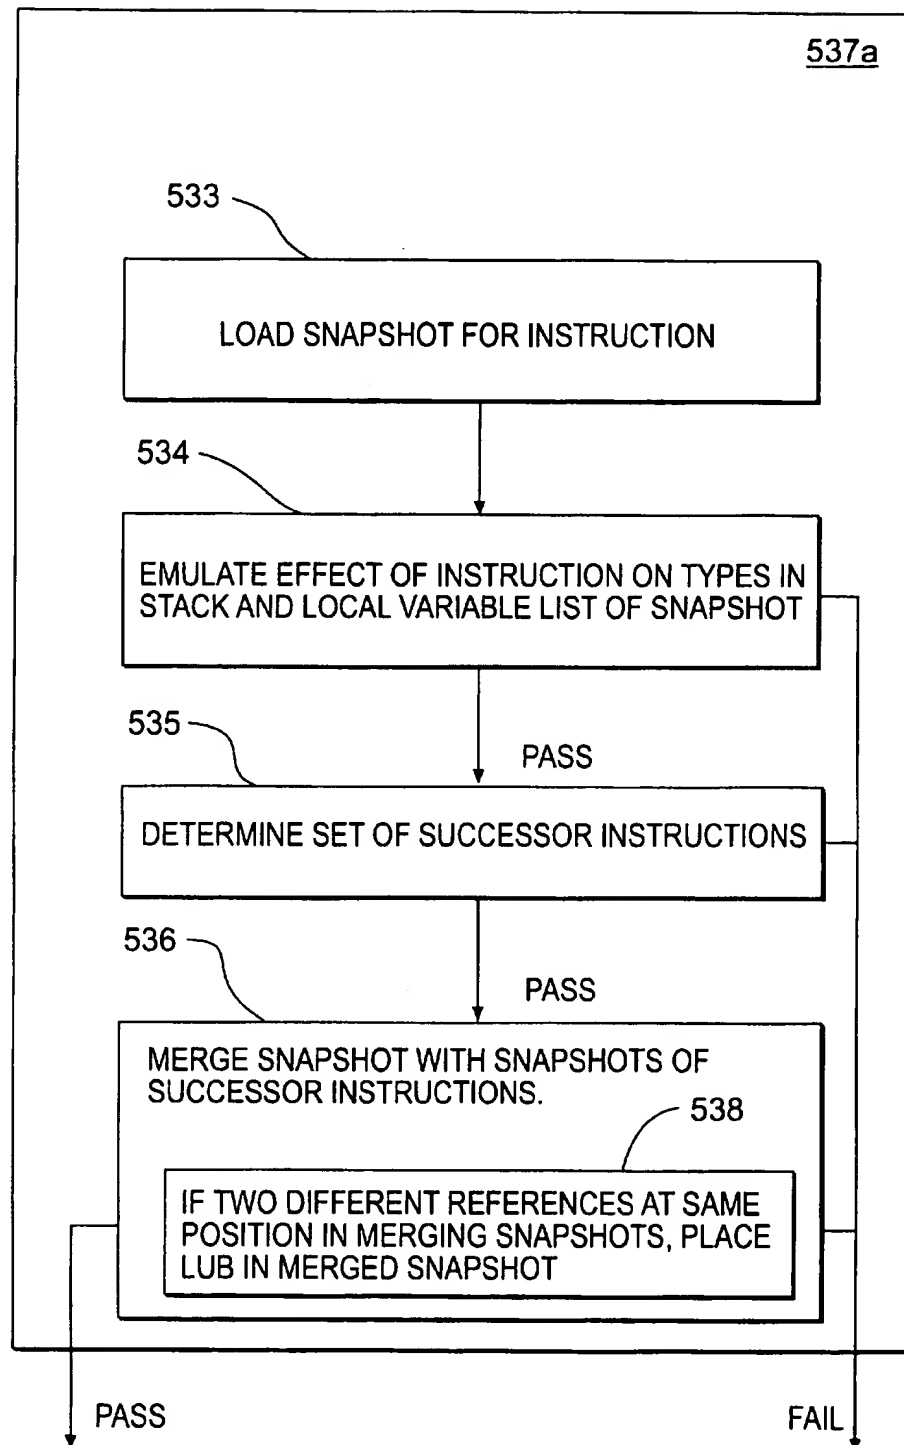 537a
533
LOAD SNAPSHOT FOR INSTRUCTION
534
EMULATE EFFECT OF INSTRUCTION ON TYPES IN
STACK AND LOCAL VARIABLE LIST OF SNAPSHOT
535
PASS
DETERMINE SET OF SUCCESSOR INSTRUCTIONS
536
PASS
MERGE SNAPSHOT WITH SNAPSHOTS OF
SUCCESSOR INSTRUCTIONS.
538
IF TWO DIFFERENT REFERENCES AT SAME
POSITION IN MERGING SNAPSHOTS, PLACE
LUB IN MERGED SNAPSHOT
PASS
FAIL